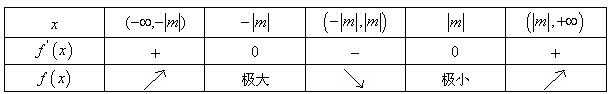 x (-∞,-|m|) -|m| (-|m|,|m|) |m| (|m|,+∞)
f'(x) + 0 - 0 +
f(x) ↗ 极大 ↘ 极小 ↗